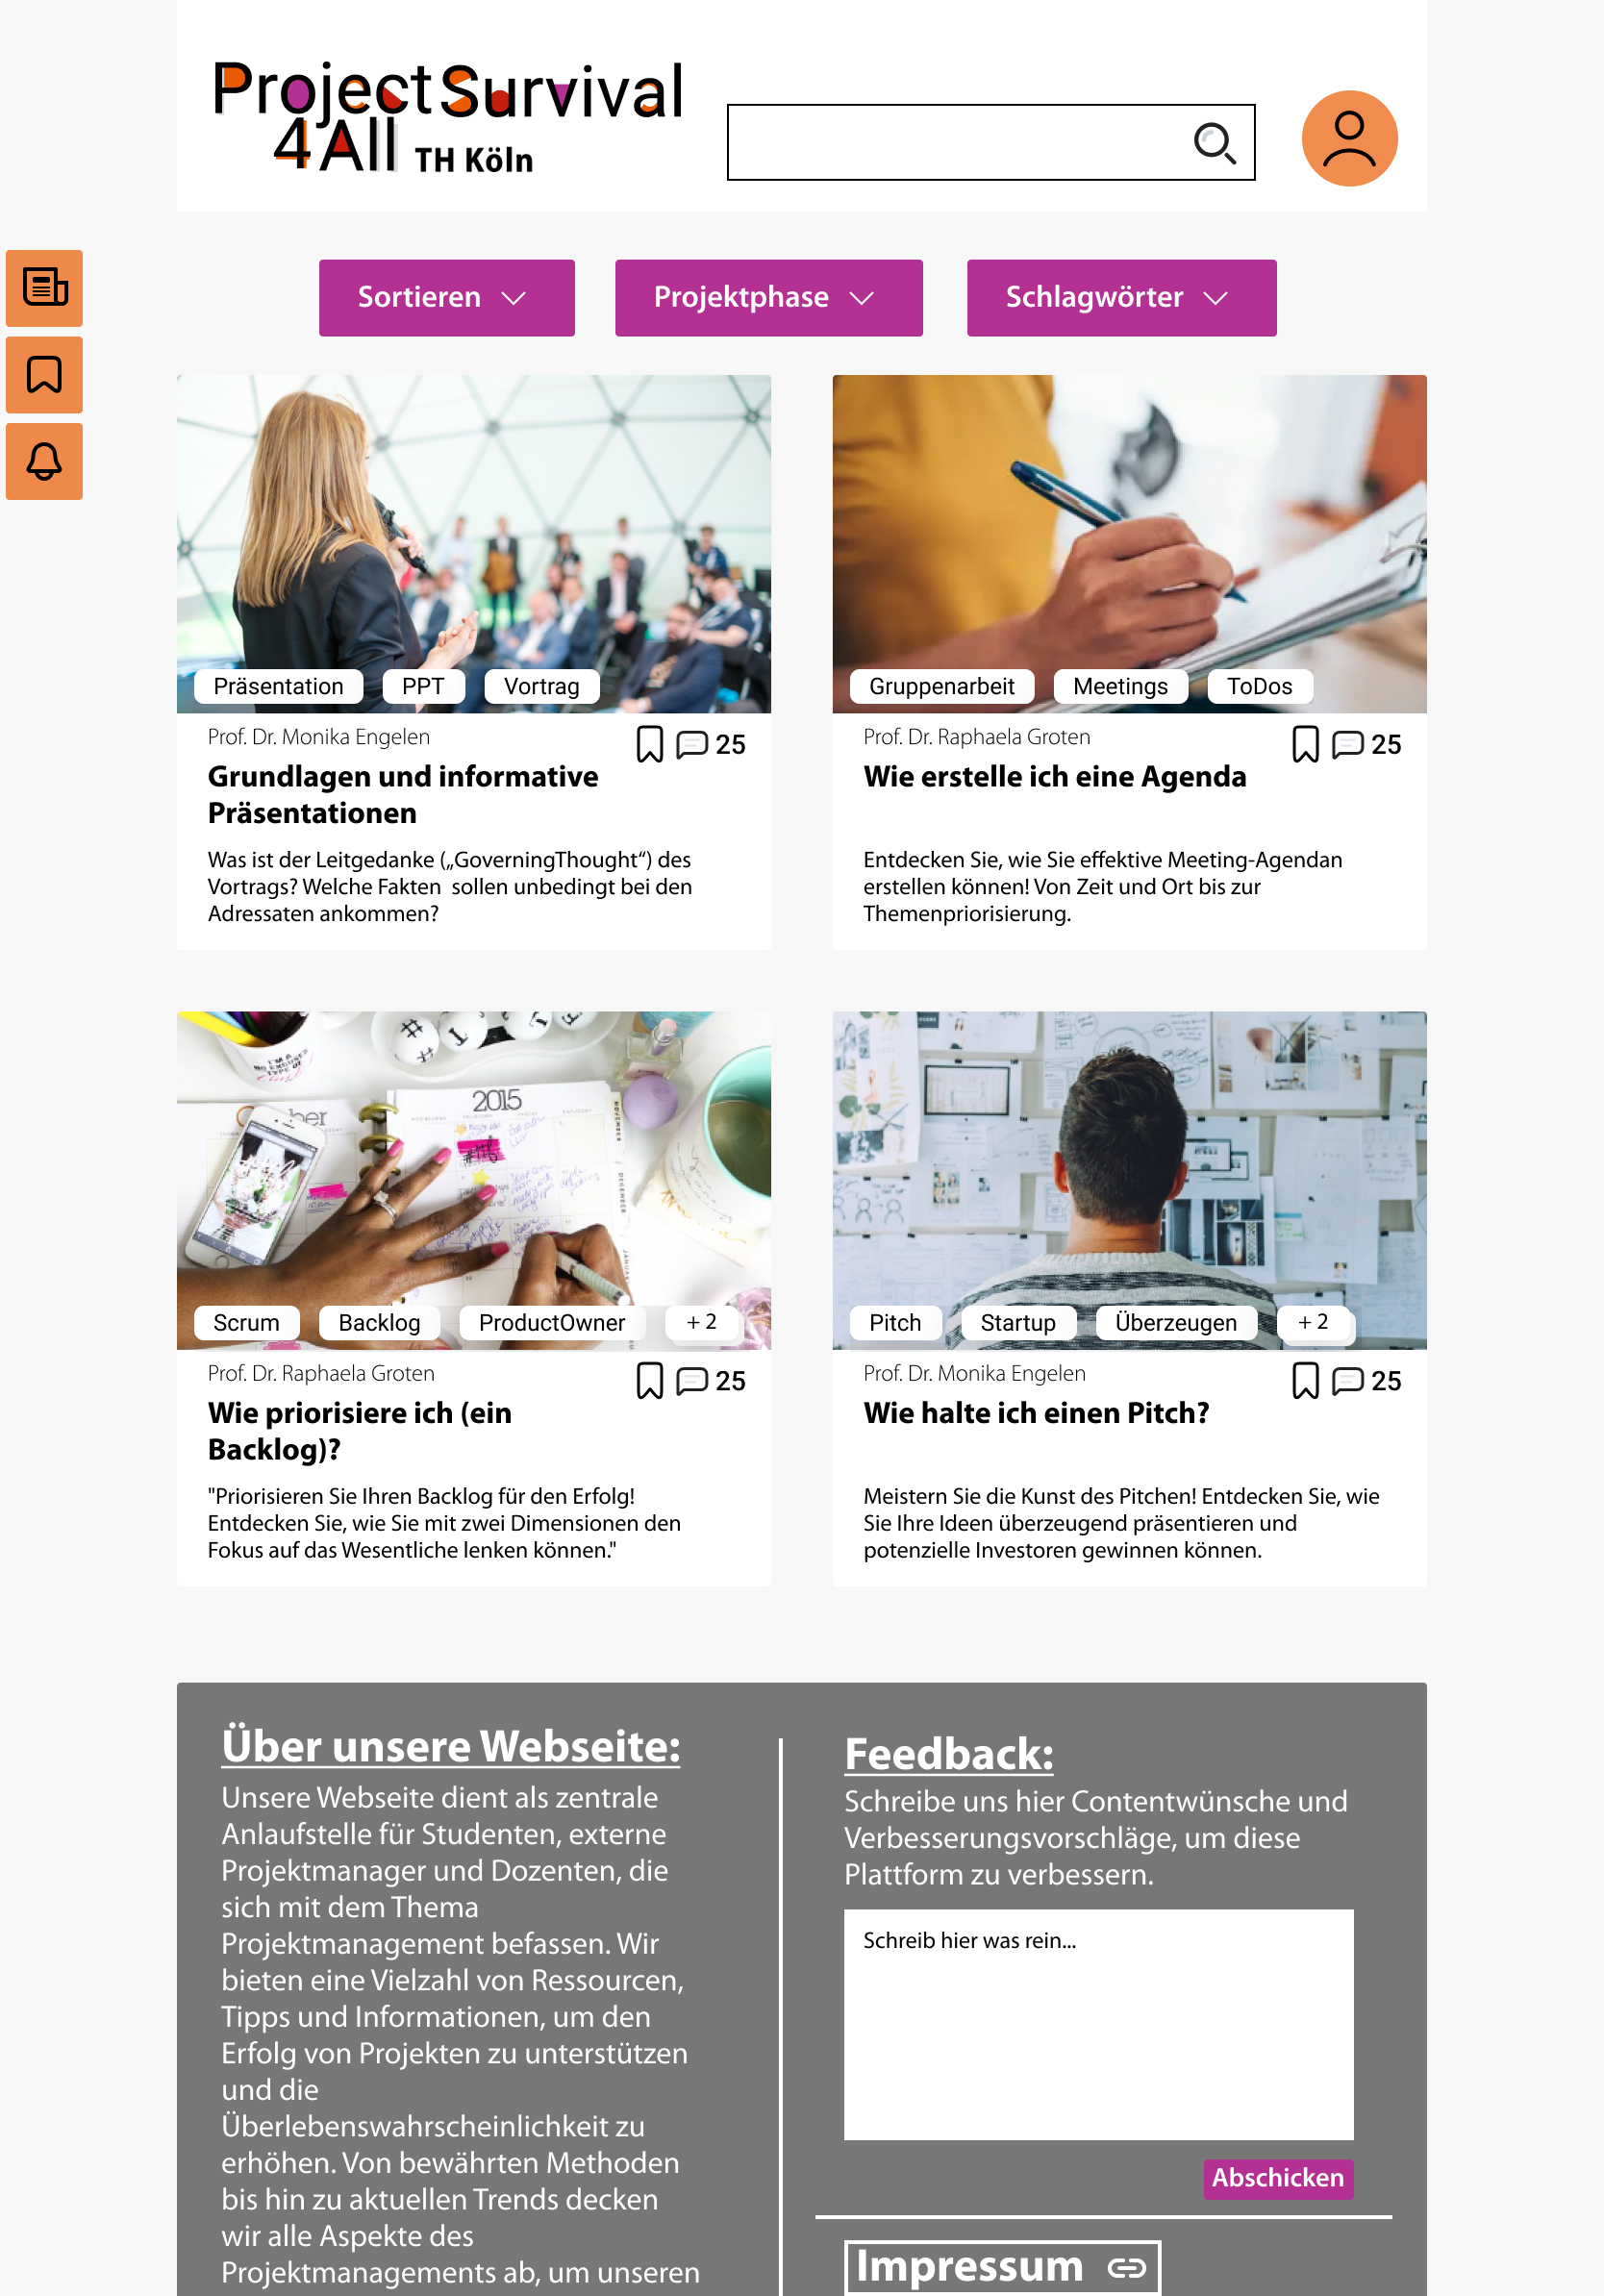 ProjectSurvival
4All TH Köln
Sortieren
Projektphase
Schlagwörter
Präsentation
PPT
Vortrag
Prof. Dr. Monika Engelen
25
Grundlagen und informative
Präsentationen
Was ist der Leitgedanke („GoverningThought“) des
Vortrags? Welche Fakten sollen unbedingt bei den
Adressaten ankommen?
Gruppenarbeit
Meetings
ToDos
Prof. Dr. Raphaela Groten
25
Wie erstelle ich eine Agenda
Entdecken Sie, wie Sie effektive Meeting-Agendan
erstellen können! Von Zeit und Ort bis zur
Themenpriorisierung.
I'M A
NO EXCUSES
TYPE OF
2015
NOVEMBER
DECEMBER
Scrum
Backlog
ProductOwner
+ 2
Prof. Dr. Raphaela Groten
25
Wie priorisiere ich (ein
Backlog)?
"Priorisieren Sie Ihren Backlog für den Erfolg!
Entdecken Sie, wie Sie mit zwei Dimensionen den
Fokus auf das Wesentliche lenken können."
Pitch
Startup
Überzeugen
+ 2
Prof. Dr. Monika Engelen
25
Wie halte ich einen Pitch?
Meistern Sie die Kunst des Pitchen! Entdecken Sie, wie
Sie Ihre Ideen überzeugend präsentieren und
potenzielle Investoren gewinnen können.
Über unsere Webseite:
Unsere Webseite dient als zentrale
Anlaufstelle für Studenten, externe
Projektmanager und Dozenten, die
sich mit dem Thema
Projektmanagement befassen. Wir
bieten eine Vielzahl von Ressourcen,
Tipps und Informationen, um den
Erfolg von Projekten zu unterstützen
und die
Überlebenswahrscheinlichkeit zu
erhöhen. Von bewährten Methoden
bis hin zu aktuellen Trends decken
wir alle Aspekte des
Projektmanagements ab, um unseren
Feedback:
Schreibe uns hier Contentwünsche und
Verbesserungsvorschläge, um diese
Plattform zu verbessern.
Schreib hier was rein...
Abschicken
Impressum